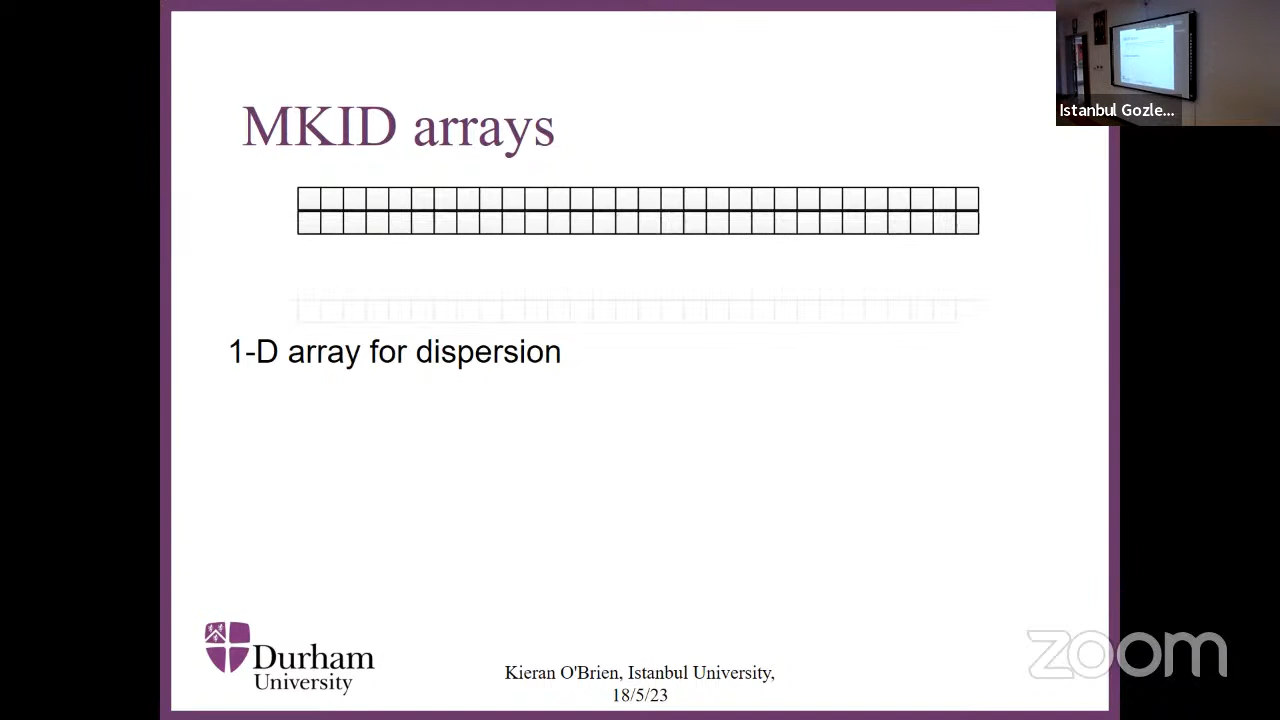 Istanbul Gozle...
MKID arrays
1-D array for dispersion
Durham
University
Kieran O'Brien, Istanbul University,
18/5/23
zoom